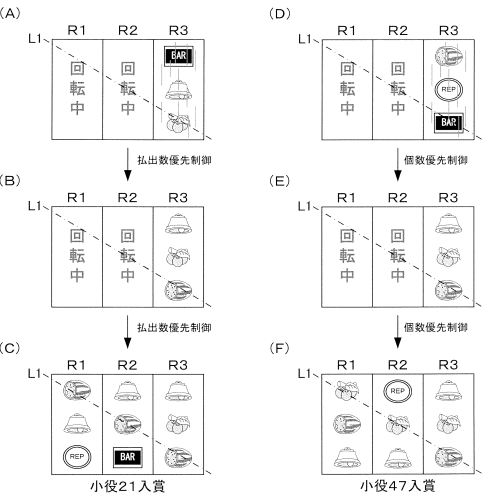 (A)
R1 R2 R3
L1
BAR
回転中
回転中
払出数優先制御
(B)
R1 R2 R3
L1
回転中
回転中
払出数優先制御
(C)
R1 R2 R3
L1
REP
BAR
小役21入賞
(D)
R1 R2 R3
L1
回転中
回転中
REP
BAR
個数優先制御
(E)
R1 R2 R3
L1
回転中
回転中
個数優先制御
(F)
R1 R2 R3
L1
REP
小役47入賞